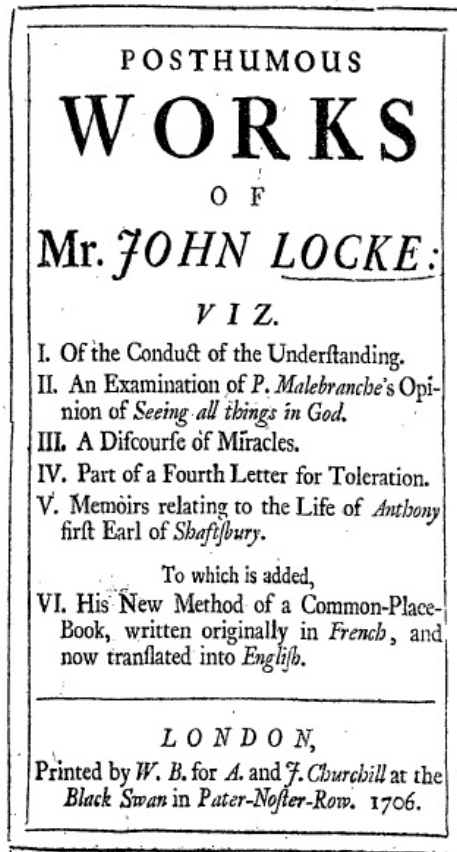 POSTHUMOUS
WORKS
OF
Mr. JOHN LOCKE:
VIZ.
I. Of the Conduct of the Underſtanding.
II. An Examination of P. Malebranche's Opi-
nion of Seeing all things in God.
III. A Diſcourſe of Miracles.
IV. Part of a Fourth Letter for Toleration.
V. Memoirs relating to the Life of Anthony
firſt Earl of Shaftſbury.
To which is added,
VI. His New Method of a Common-Place-
Book, written originally in French, and
now tranſlated into Engliſh.
LONDON,
Printed by W. B. for A. and J. Churchill at the
Black Swan in Pater-Noſter-Row. 1706.